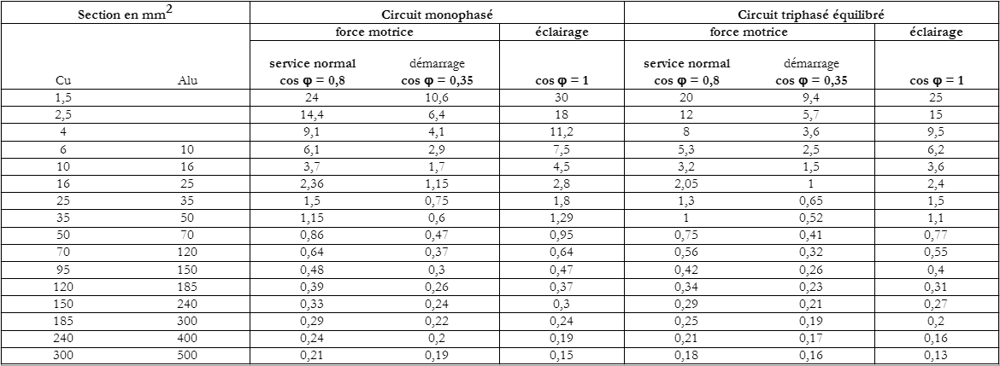 Section en mm2 Circuit monophasé Circuit triphasé équilibré
force motrice éclairage force motrice éclairage
service normal démarrage service normal démarrage
Cu Alu cos φ = 0,8 cos φ = 0,35 cos φ = 1 cos φ = 0,8 cos φ = 0,35 cos φ = 1
1,5 24 10,6 30 20 9,4 25
2,5 14,4 6,4 18 12 5,7 15
4 9,1 4,1 11,2 8 3,6 9,5
6 10 6,1 2,9 7,5 5,3 2,5 6,2
10 16 3,7 1,7 4,5 3,2 1,5 3,6
16 25 2,36 1,15 2,8 2,05 1 2,4
25 35 1,5 0,75 1,8 1,3 0,65 1,5
35 50 1,15 0,6 1,29 1 0,52 1,1
50 70 0,86 0,47 0,95 0,75 0,41 0,77
70 120 0,64 0,37 0,64 0,56 0,32 0,55
95 150 0,48 0,3 0,47 0,42 0,26 0,4
120 185 0,39 0,26 0,37 0,34 0,23 0,31
150 240 0,33 0,24 0,3 0,29 0,21 0,27
185 300 0,29 0,22 0,24 0,25 0,19 0,2
240 400 0,24 0,2 0,19 0,21 0,17 0,16
300 500 0,21 0,19 0,15 0,18 0,16 0,13